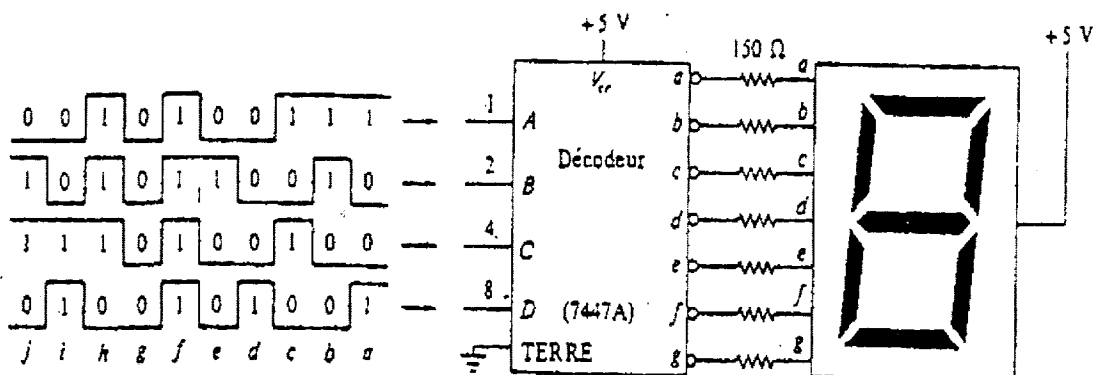 +5 V
+5 V
150 Ω
Vcc
a
a
0 0 1 0 1 0 0 1 1 1
1
A
b
b
Décodeur
1 0 1 0 1 1 0 0 1 0
2
B
c
c
d
d
1 1 1 0 1 0 0 1 0 0
4
C
e
e
0 1 0 0 1 0 1 0 0 1
8
D
(7447A)
f
f
j i h g f e d c b a
TERRE
g
g